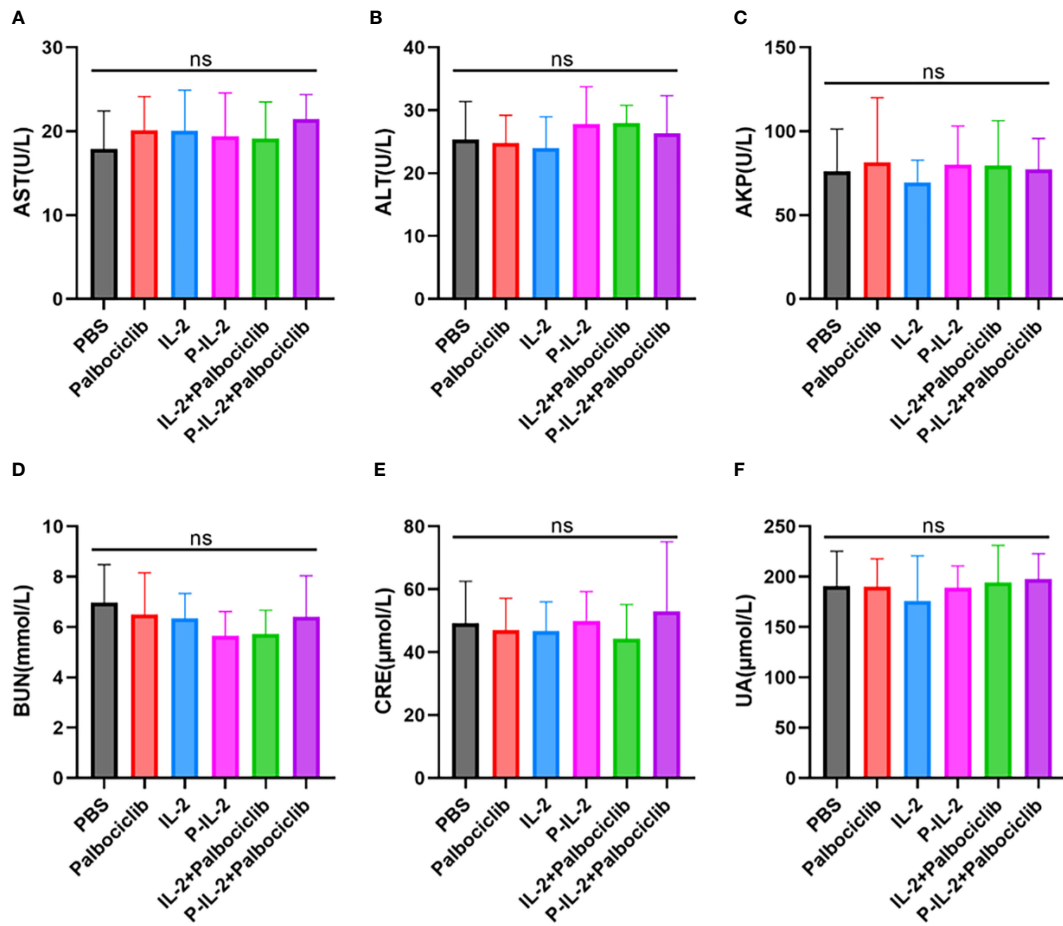 A
B
C
ns
ns
ns
AST(U/L)
30
20
10
0
ALT(U/L)
40
30
20
10
0
AKP(U/L)
150
100
50
0
PBS
Palbociclib
IL-2
P-IL-2
IL-2+Palbociclib
P-IL-2+Palbociclib
PBS
Palbociclib
IL-2
P-IL-2
IL-2+Palbociclib
P-IL-2+Palbociclib
PBS
Palbociclib
IL-2
P-IL-2
IL-2+Palbociclib
P-IL-2+Palbociclib
D
E
F
ns
ns
ns
BUN(mmol/L)
10
8
6
4
2
0
CRE(µmol/L)
80
60
40
20
0
UA(µmol/L)
250
200
150
100
50
0
PBS
Palbociclib
IL-2
P-IL-2
IL-2+Palbociclib
P-IL-2+Palbociclib
PBS
Palbociclib
IL-2
P-IL-2
IL-2+Palbociclib
P-IL-2+Palbociclib
PBS
Palbociclib
IL-2
P-IL-2
IL-2+Palbociclib
P-IL-2+Palbociclib